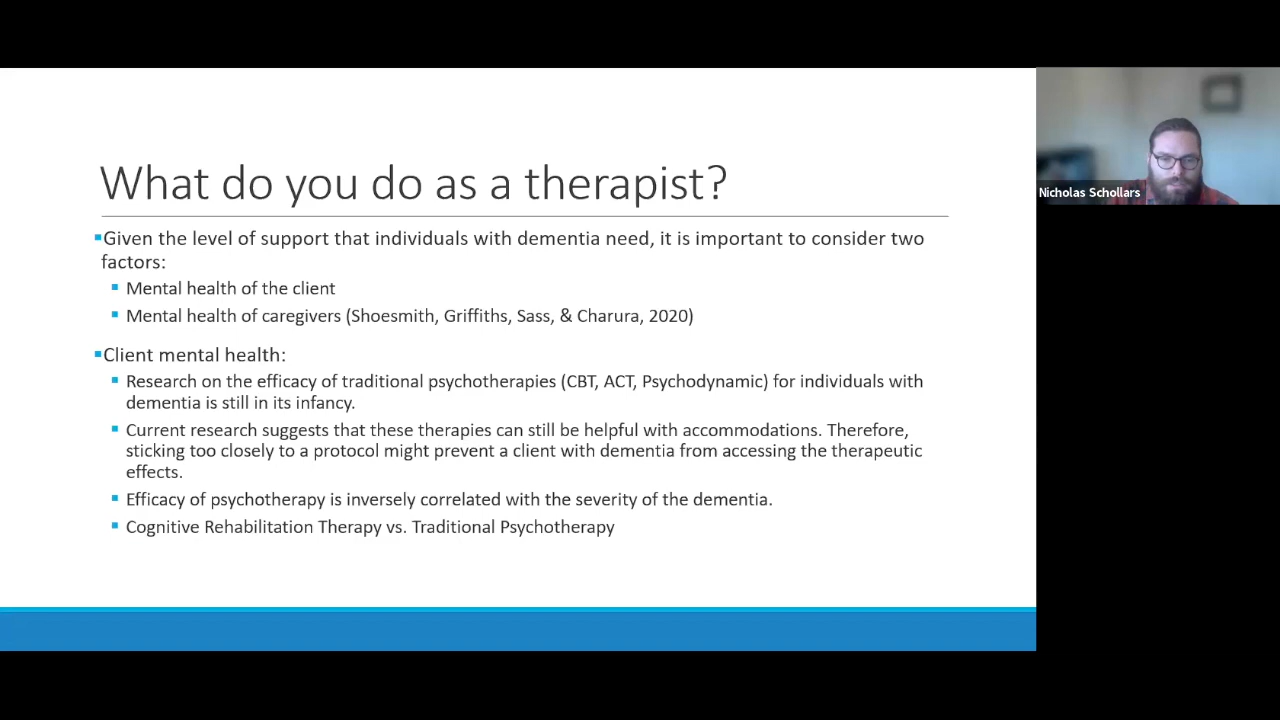 What do you do as a therapist?
▪Given the level of support that individuals with dementia need, it is important to consider two
factors:
▪ Mental health of the client
▪ Mental health of caregivers (Shoesmith, Griffiths, Sass, & Charura, 2020)
▪Client mental health:
▪ Research on the efficacy of traditional psychotherapies (CBT, ACT, Psychodynamic) for individuals with
dementia is still in its infancy.
▪ Current research suggests that these therapies can still be helpful with accommodations. Therefore,
sticking too closely to a protocol might prevent a client with dementia from accessing the therapeutic
effects.
▪ Efficacy of psychotherapy is inversely correlated with the severity of the dementia.
▪ Cognitive Rehabilitation Therapy vs. Traditional Psychotherapy
Nicholas Schollars